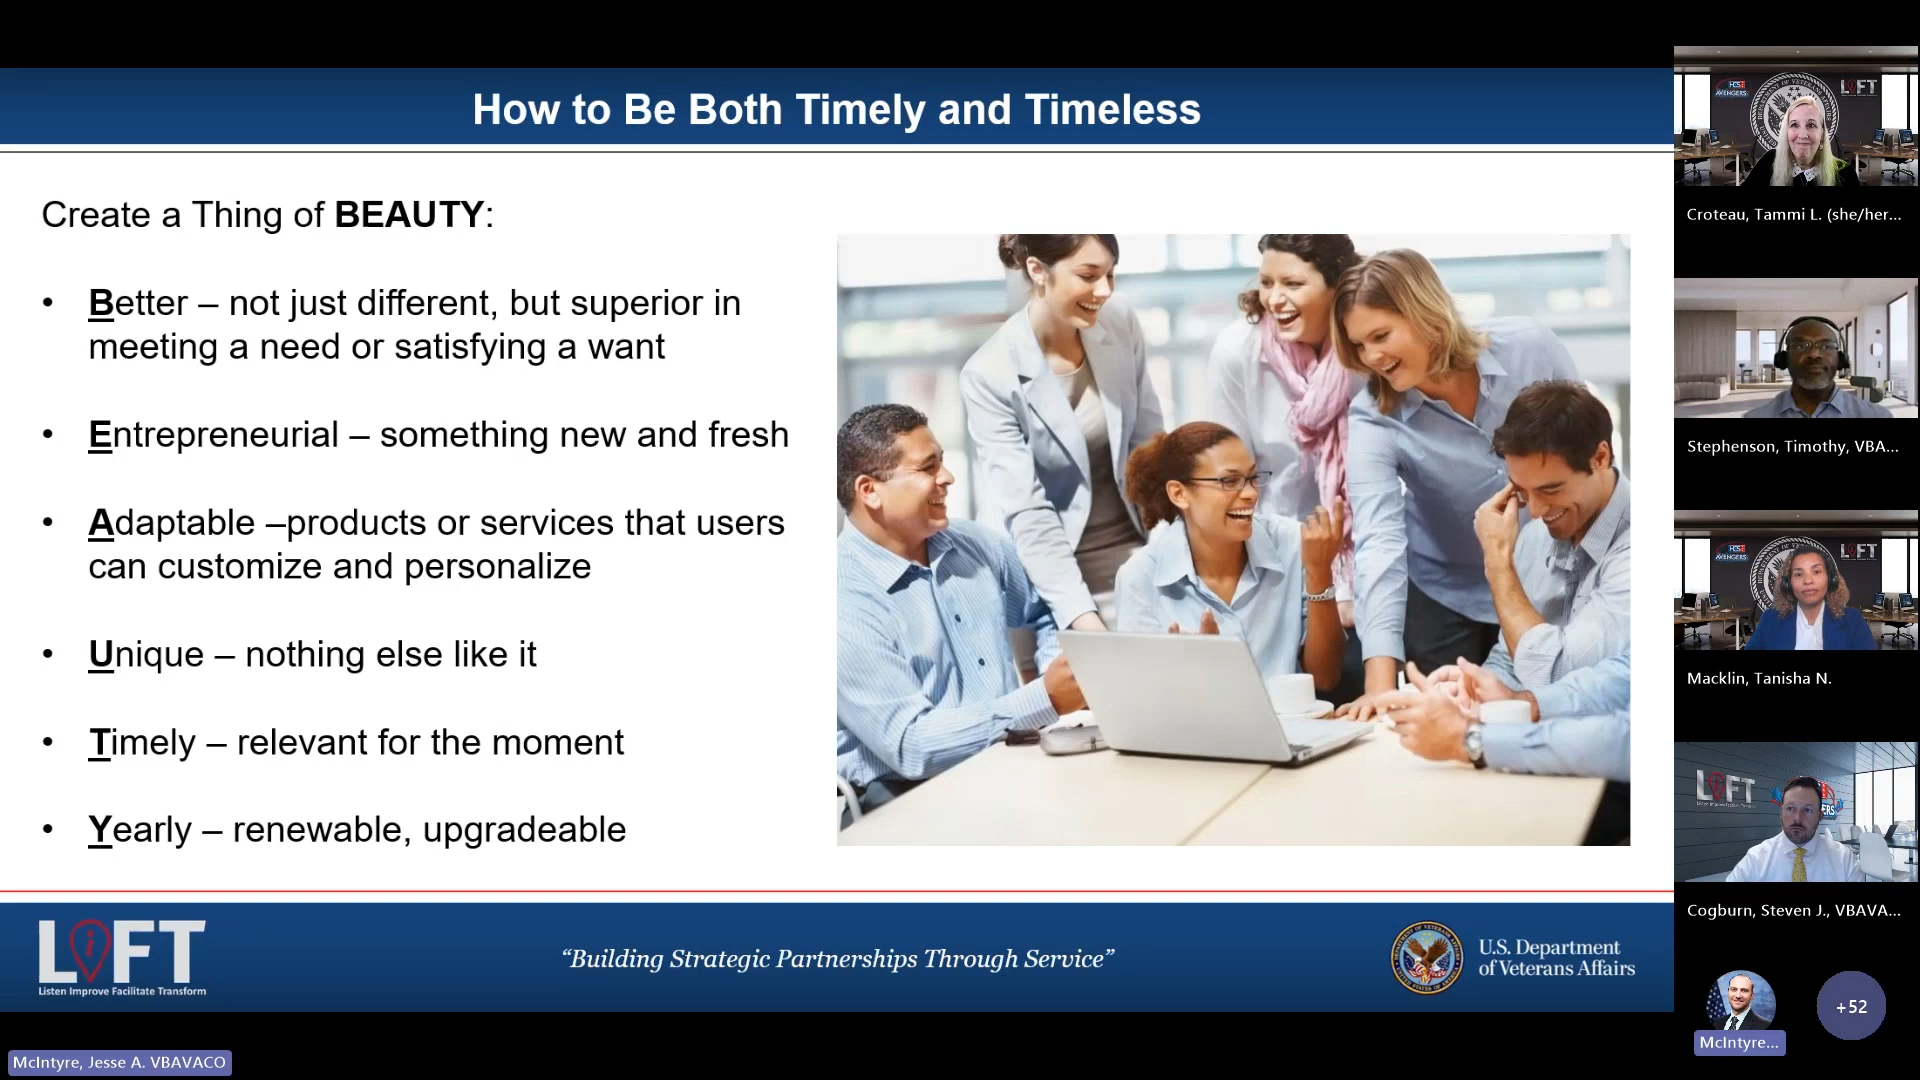 How to Be Both Timely and Timeless
Create a Thing of BEAUTY:
• Better – not just different, but superior in
meeting a need or satisfying a want
• Entrepreneurial – something new and fresh
• Adaptable –products or services that users
can customize and personalize
• Unique – nothing else like it
• Timely – relevant for the moment
• Yearly – renewable, upgradeable
LiFT
Listen Improve Facilitate Transform
“Building Strategic Partnerships Through Service”
U.S. Department
of Veterans Affairs
McIntyre, Jesse A. VBAVACO
LiFT
Croteau, Tammi L. (she/her...
Stephenson, Timothy, VBA...
AVENGERS
LiFT
Macklin, Tanisha N.
LiFT
Cogburn, Steven J., VBAVA...
McIntyre...
+52